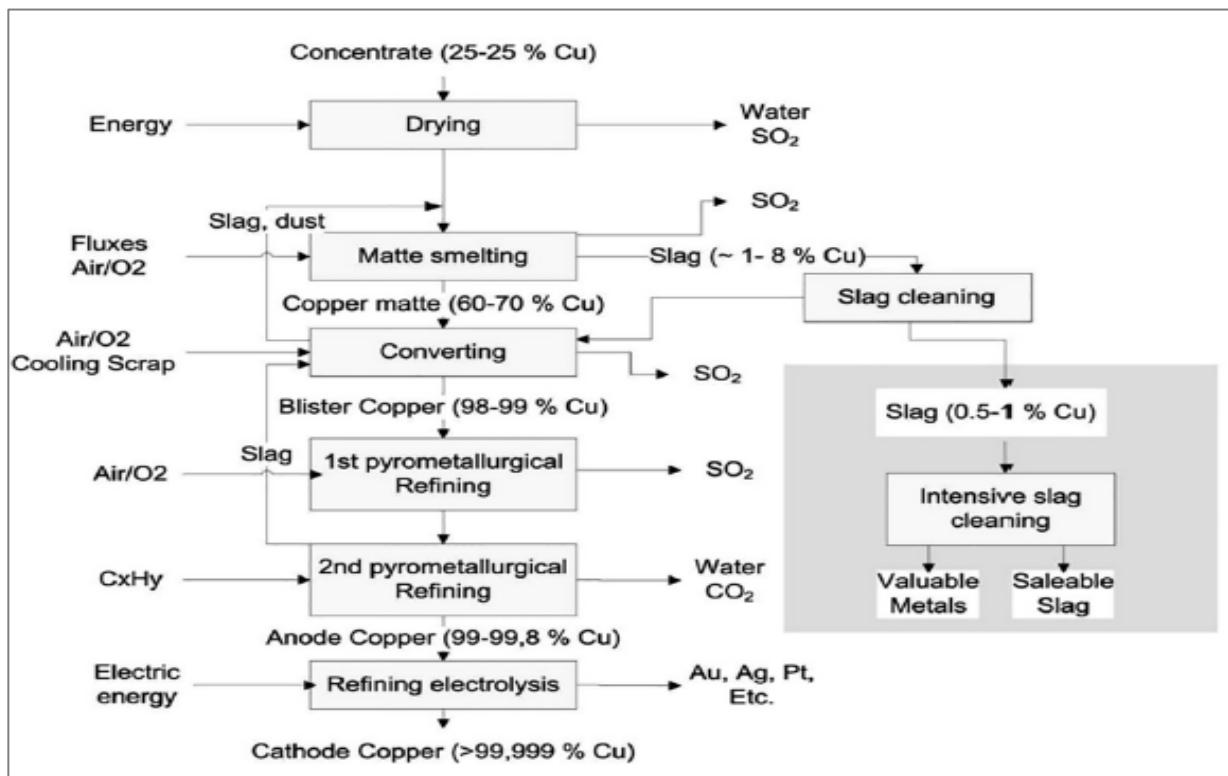 Concentrate (25-25 % Cu)
Energy
Drying
Water
SO₂
Slag, dust
SO₂
Fluxes
Air/O2
Matte smelting
Slag (~ 1- 8 % Cu)
Slag cleaning
Copper matte (60-70 % Cu)
Air/O2
Cooling Scrap
Converting
SO₂
Blister Copper (98-99 % Cu)
Slag (0.5-1 % Cu)
Slag
Air/O2
1st pyrometallurgical
Refining
SO₂
Intensive slag
cleaning
CxHy
2nd pyrometallurgical
Refining
Water
CO₂
Valuable
Metals
Saleable
Slag
Anode Copper (99-99,8 % Cu)
Electric
energy
Refining electrolysis
Au, Ag, Pt,
Etc.
Cathode Copper (>99,999 % Cu)